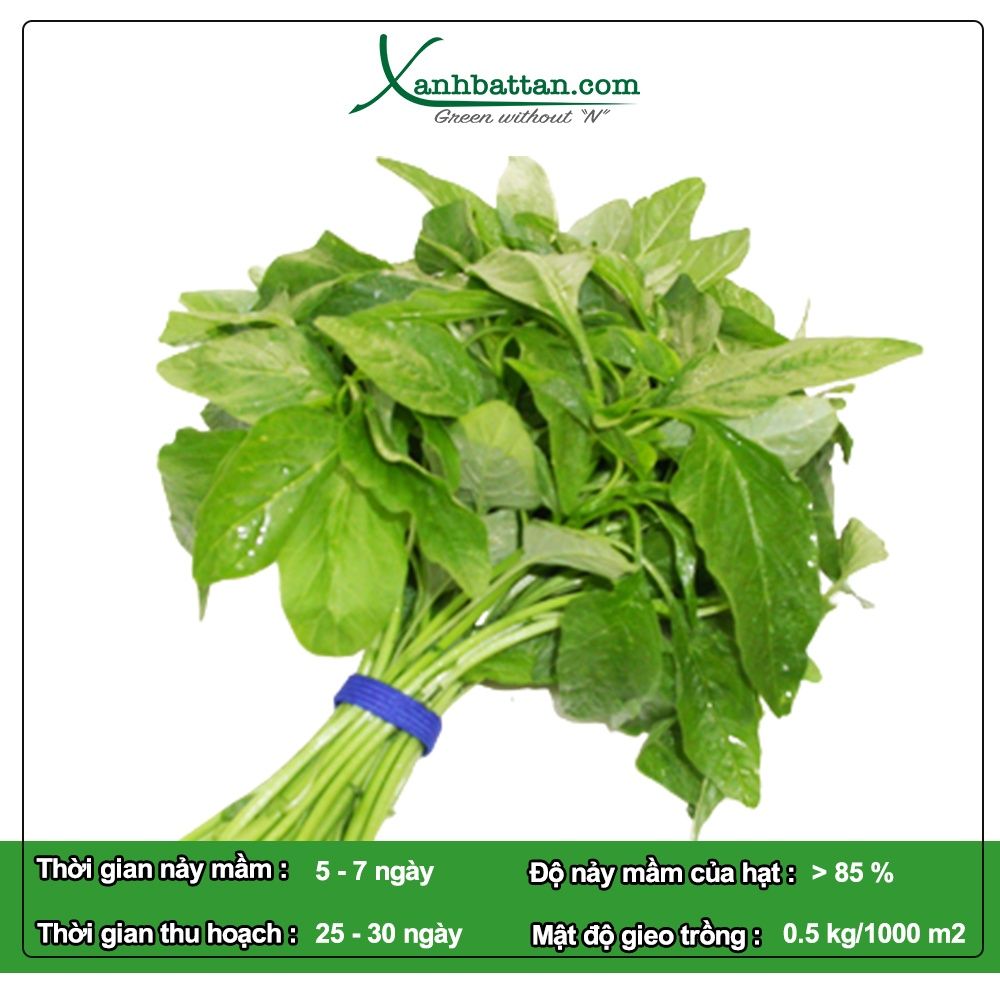 Xanhbattan.com
Green without "N"
Thời gian nảy mầm : 5 - 7 ngày
Độ nảy mầm của hạt : > 85 %
Thời gian thu hoạch : 25 - 30 ngày
Mật độ gieo trồng : 0.5 kg/1000 m2